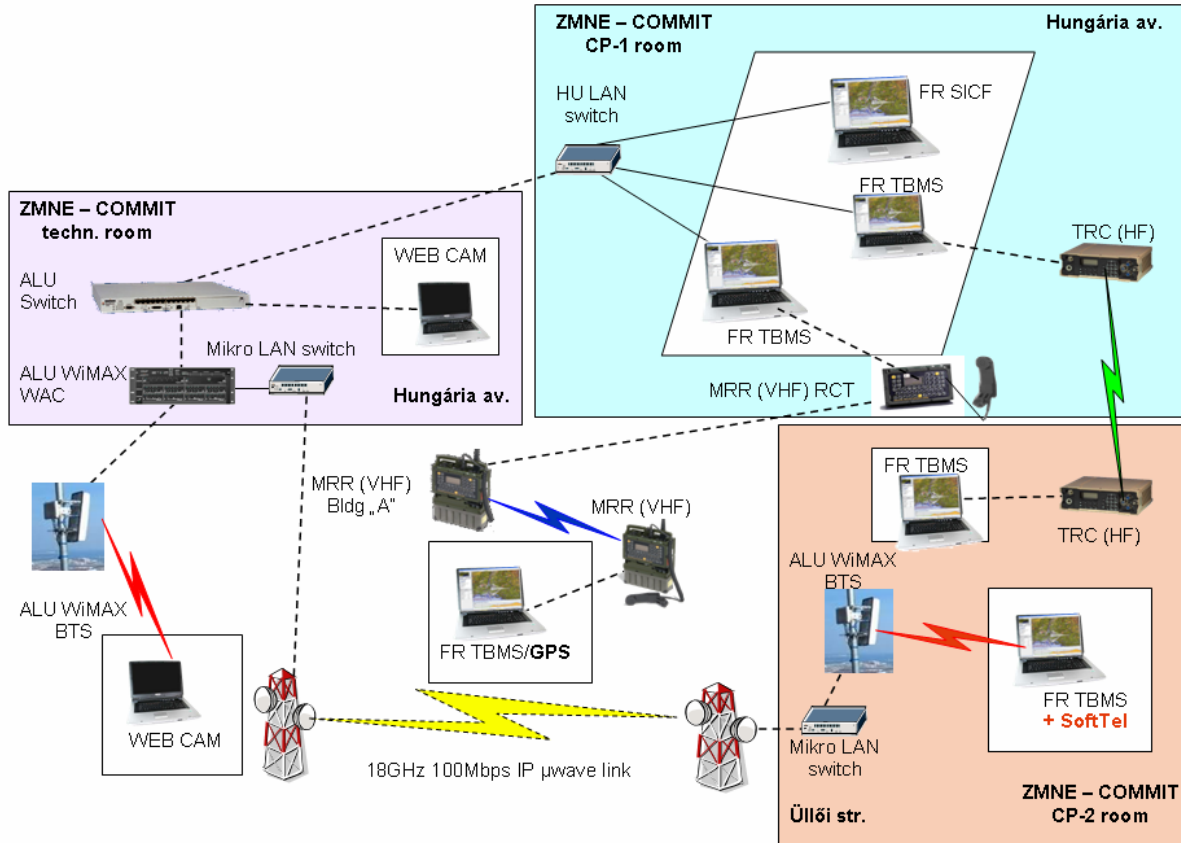 ZMNE – COMMIT
CP-1 room
Hungária av.
HU LAN
switch
FR SICF
FR TBMS
TRC (HF)
FR TBMS
MRR (VHF) RCT
ZMNE – COMMIT
techn. room
WEB CAM
ALU
Switch
Mikro LAN switch
ALU WiMAX
WAC
Hungária av.
MRR (VHF)
Bldg „A”
MRR (VHF)
FR TBMS/GPS
ALU WiMAX
BTS
WEB CAM
18GHz 100Mbps IP µwave link
FR TBMS
TRC (HF)
ALU WiMAX
BTS
FR TBMS
+ SoftTel
Mikro LAN
switch
Üllői str.
ZMNE – COMMIT
CP-2 room